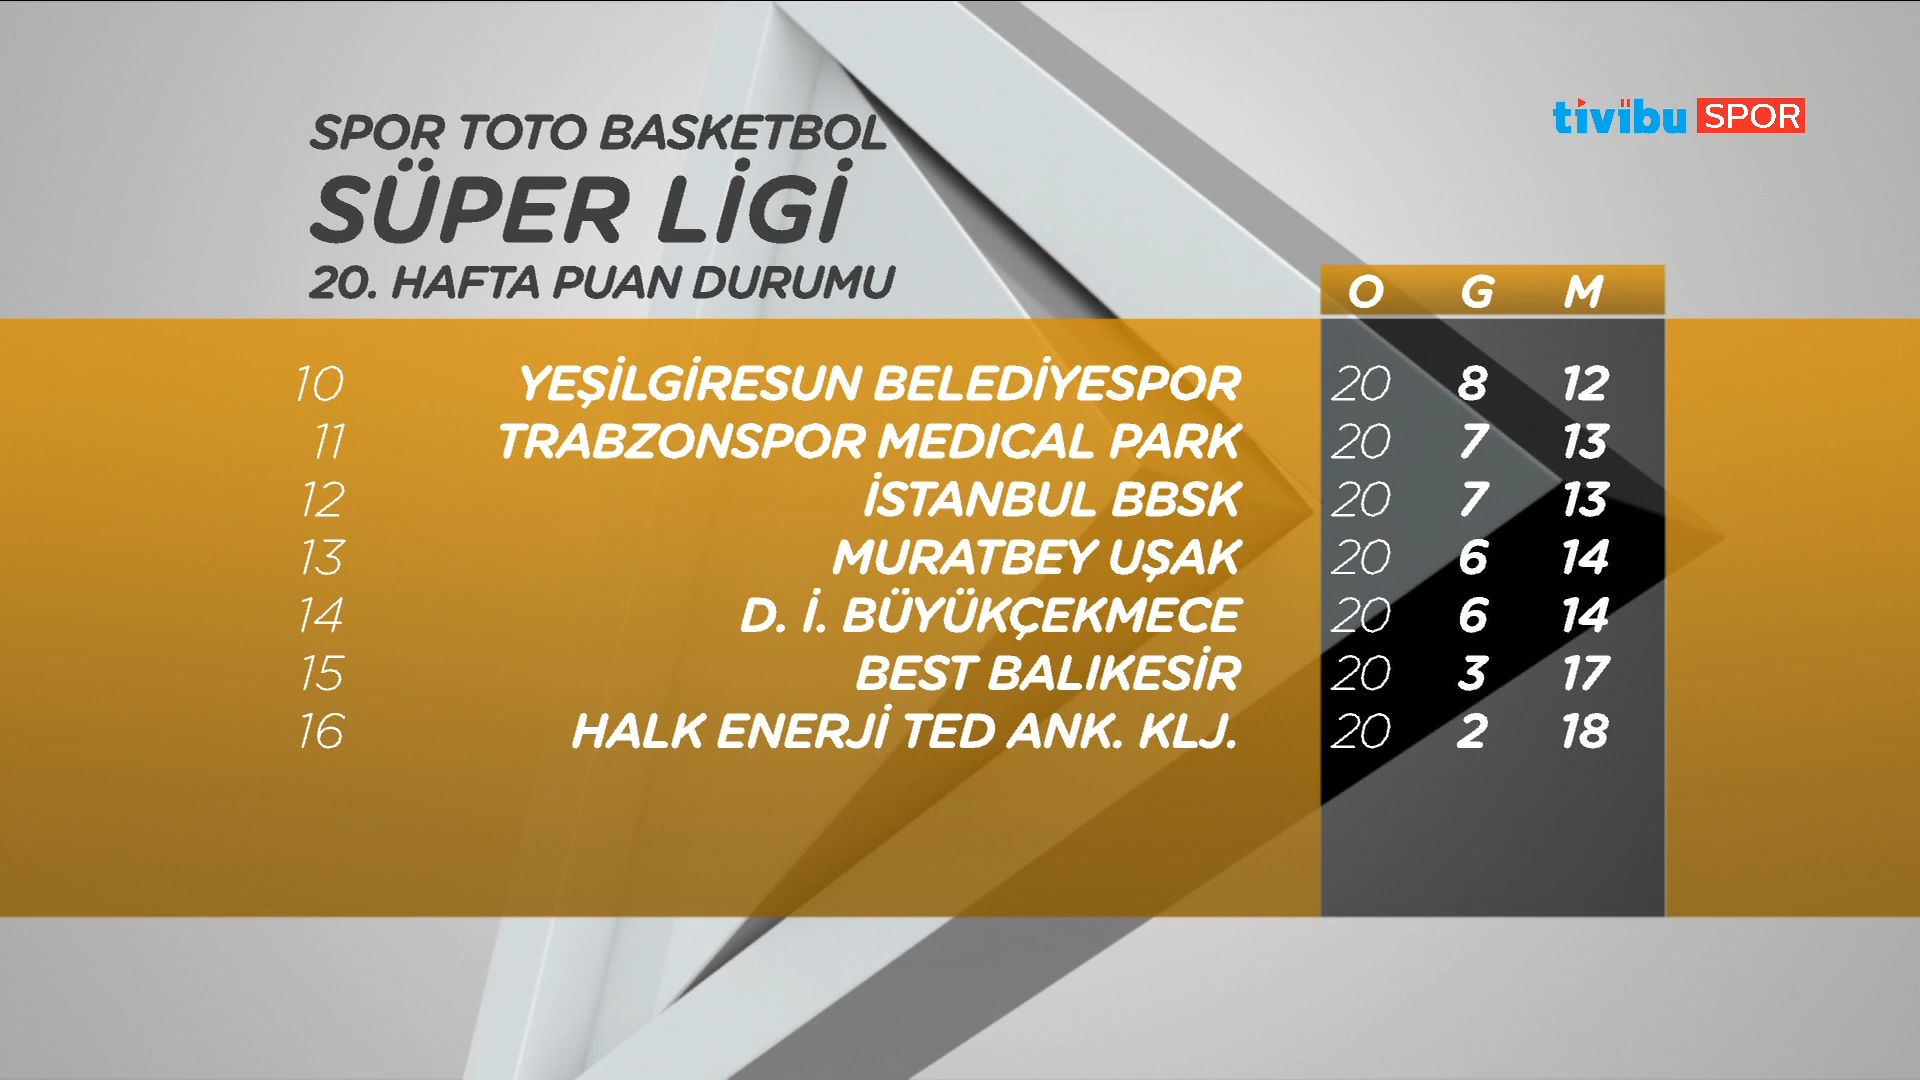 tivibu SPOR
SPOR TOTO BASKETBOL
SÜPER LİGİ
20. HAFTA PUAN DURUMU
O G M
10 YEŞİLGİRESUN BELEDİYESPOR 20 8 12
11 TRABZONSPOR MEDICAL PARK 20 7 13
12 İSTANBUL BBSK 20 7 13
13 MURATBEY UŞAK 20 6 14
14 D. İ. BÜYÜKÇEKMECE 20 6 14
15 BEST BALIKESİR 20 3 17
16 HALK ENERJİ TED ANK. KLJ. 20 2 18